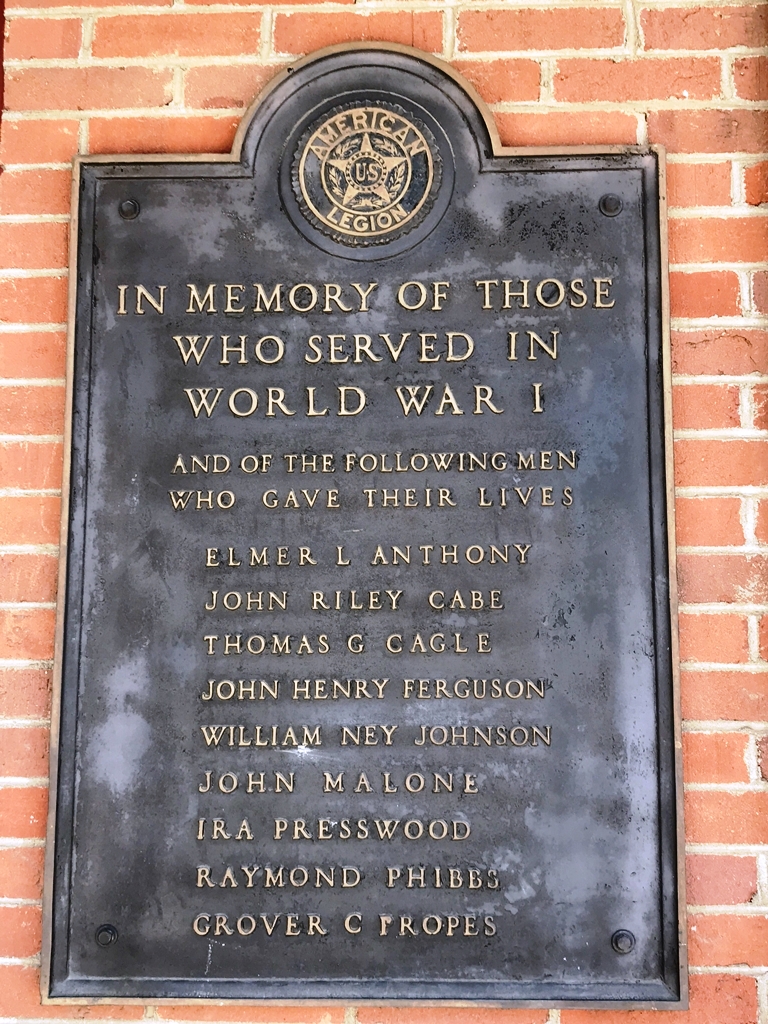 AMERICAN
US
LEGION
IN MEMORY OF THOSE
WHO SERVED IN
WORLD WAR I
AND OF THE FOLLOWING MEN
WHO GAVE THEIR LIVES
ELMER L ANTHONY
JOHN RILEY CABE
THOMAS G CAGLE
JOHN HENRY FERGUSON
WILLIAM NEY JOHNSON
JOHN MALONE
IRA PRESSWOOD
RAYMOND PHIBBS
GROVER C PROPES